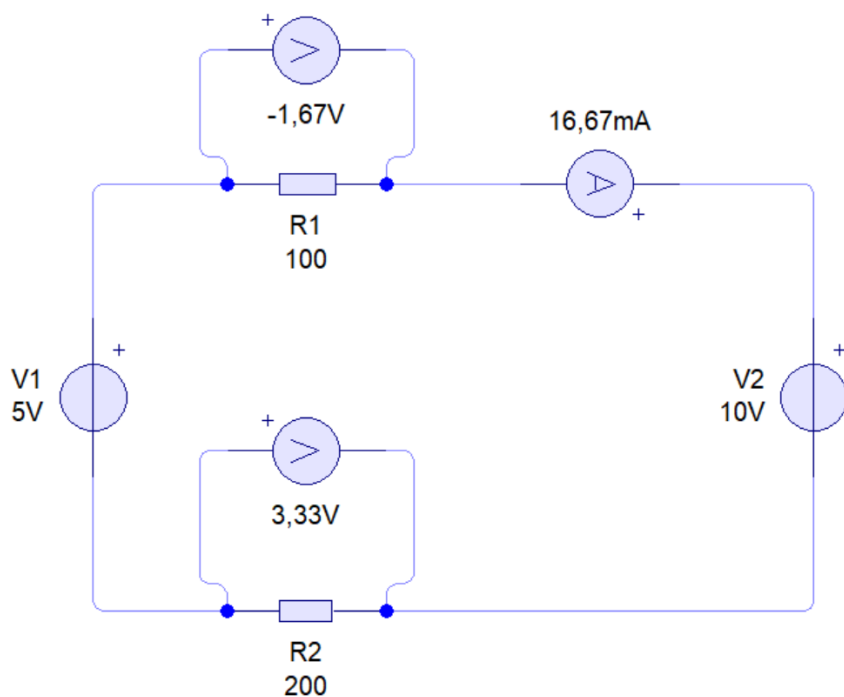 +
V
-1,67V
16,67mA
A
+
R1
100
+
V1
5V
+
V2
10V
+
V
3,33V
R2
200